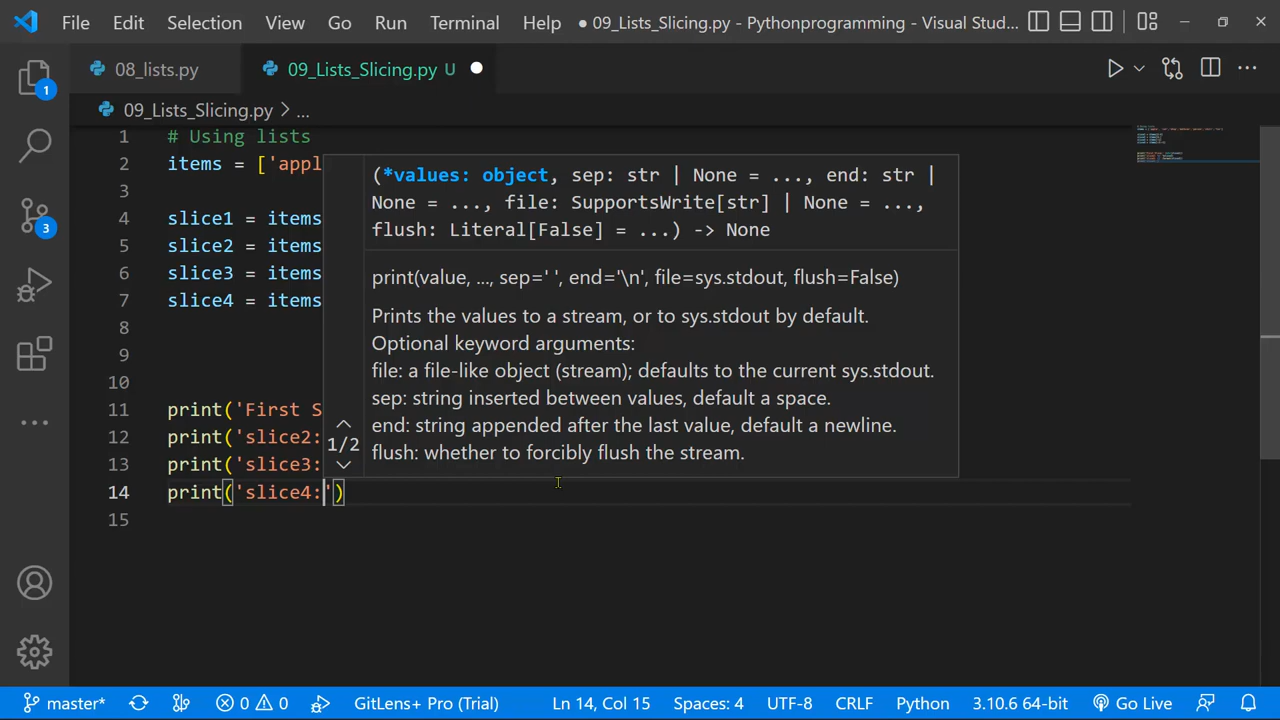 File Edit Selection View Go Run Terminal Help ● 09_Lists_Slicing.py - Pythonprogramming - Visual Stud...
08_lists.py 09_Lists_Slicing.py U
09_Lists_Slicing.py > ...
1 # Using lists
2 items = ['appl
3
4 slice1 = items
5 slice2 = items
6 slice3 = items
7 slice4 = items
8
9
10
11 print('First S
12 print('slice2:
13 print('slice3:
14 print('slice4:')
15
(*values: object, sep: str | None = ..., end: str |
None = ..., file: SupportsWrite[str] | None = ...,
flush: Literal[False] = ...) -> None
print(value, ..., sep=' ', end='\n', file=sys.stdout, flush=False)
Prints the values to a stream, or to sys.stdout by default.
Optional keyword arguments:
file: a file-like object (stream); defaults to the current sys.stdout.
sep: string inserted between values, default a space.
end: string appended after the last value, default a newline.
flush: whether to forcibly flush the stream.
1/2
1
3
master* 0 0 GitLens+ Pro (Trial) Ln 14, Col 15 Spaces: 4 UTF-8 CRLF Python 3.10.6 64-bit Go Live